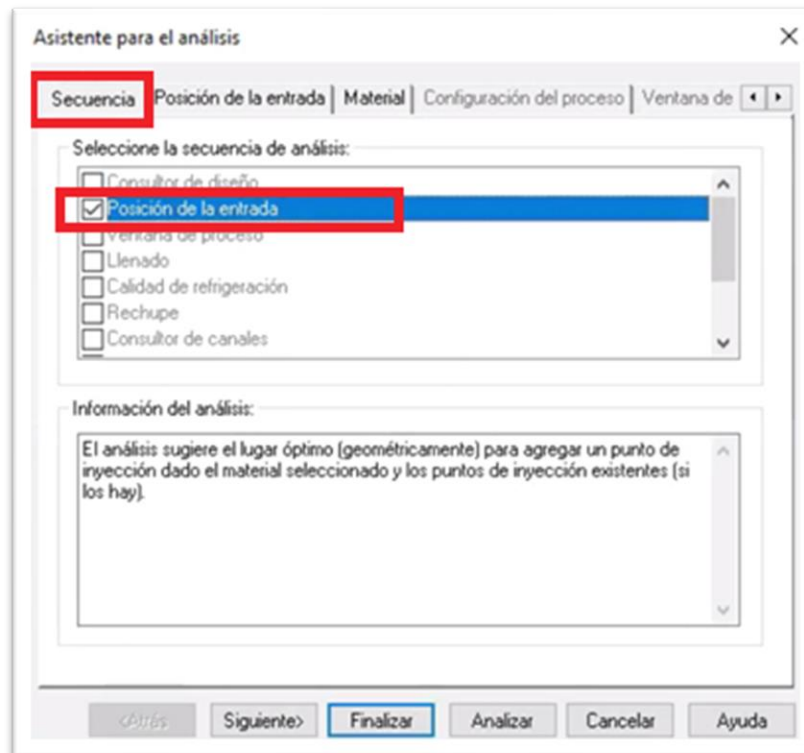 Asistente para el análisis
Secuencia Posición de la entrada Material Configuración del proceso Ventana de
Seleccione la secuencia de análisis:
Consultor de diseño
Posición de la entrada
Ventana de proceso
Llenado
Calidad de refrigeración
Rechupe
Consultor de canales
Información del análisis:
El análisis sugiere el lugar óptimo (geométricamente) para agregar un punto de
inyección dado el material seleccionado y los puntos de inyección existentes (si
los hay).
<Atrás Siguiente> Finalizar Analizar Cancelar Ayuda